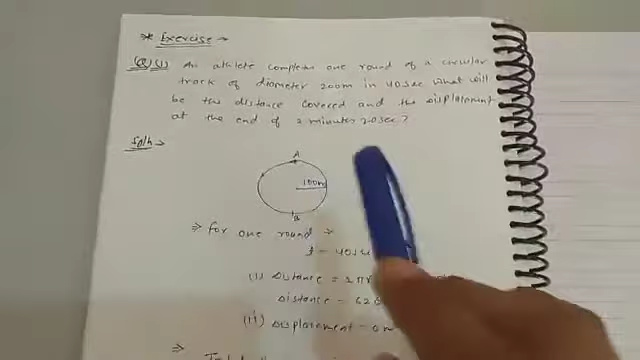 * Exercise →
Q (1) An athlete completes one round of a circular
track of diameter 200m in 40sec what will
be the distance covered and the displacement
at the end of 2 minutes 20sec?
Soln →
A
100m
B
⇒ for one round →
t = 40s
(i) Distance = 2πr
Distance = 62
(ii) Displacement = 0m
⇒